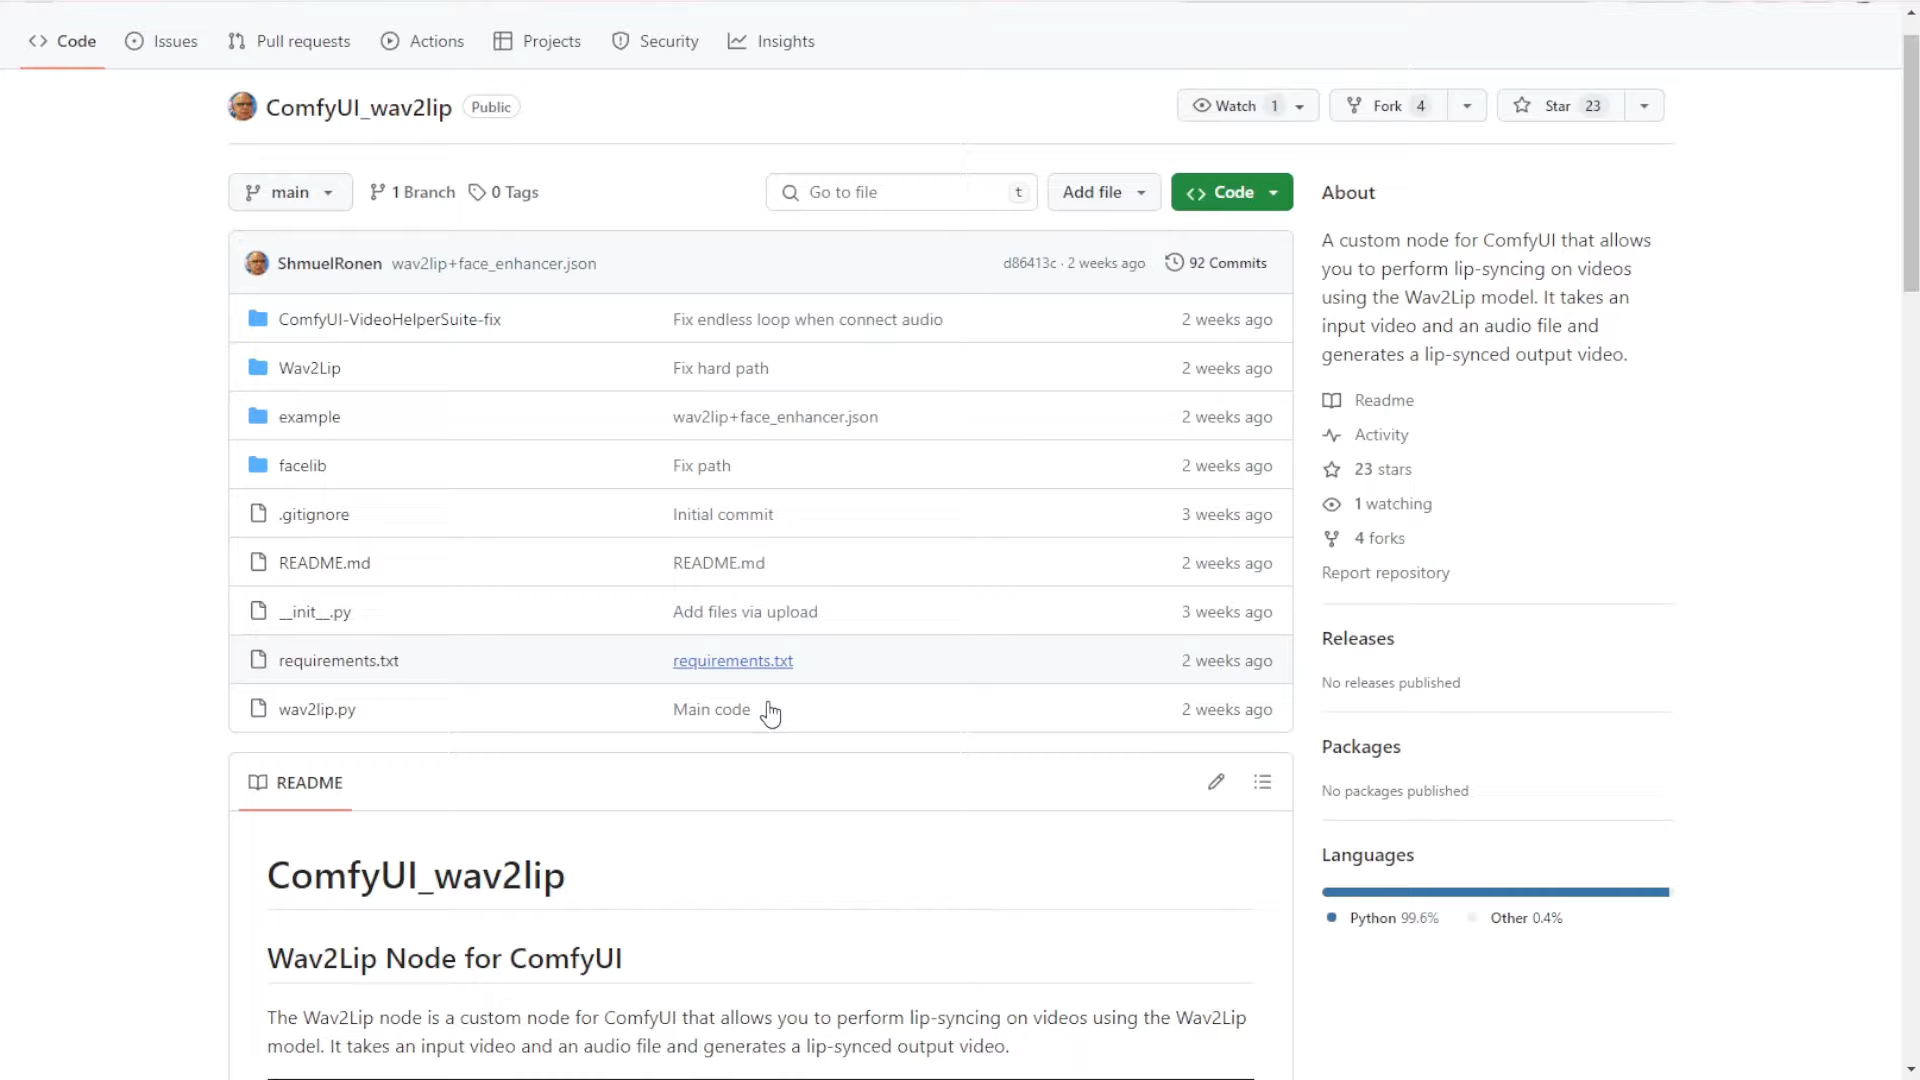 Code Issues Pull requests Actions Projects Security Insights
ComfyUI_wav2lip Public Watch 1 Fork 4 Star 23
main 1 Branch 0 Tags Go to file t Add file Code
ShmuelRonen wav2lip+face_enhancer.json d86413c · 2 weeks ago 92 Commits
ComfyUI-VideoHelperSuite-fix Fix endless loop when connect audio 2 weeks ago
Wav2Lip Fix hard path 2 weeks ago
example wav2lip+face_enhancer.json 2 weeks ago
facelib Fix path 2 weeks ago
.gitignore Initial commit 3 weeks ago
README.md README.md 2 weeks ago
__init__.py Add files via upload 3 weeks ago
requirements.txt requirements.txt 2 weeks ago
wav2lip.py Main code 2 weeks ago
README
ComfyUI_wav2lip
Wav2Lip Node for ComfyUI
The Wav2Lip node is a custom node for ComfyUI that allows you to perform lip-syncing on videos using the Wav2Lip
model. It takes an input video and an audio file and generates a lip-synced output video.
About
A custom node for ComfyUI that allows
you to perform lip-syncing on videos
using the Wav2Lip model. It takes an
input video and an audio file and
generates a lip-synced output video.
Readme
Activity
23 stars
1 watching
4 forks
Report repository
Releases
No releases published
Packages
No packages published
Languages
Python 99.6% Other 0.4%